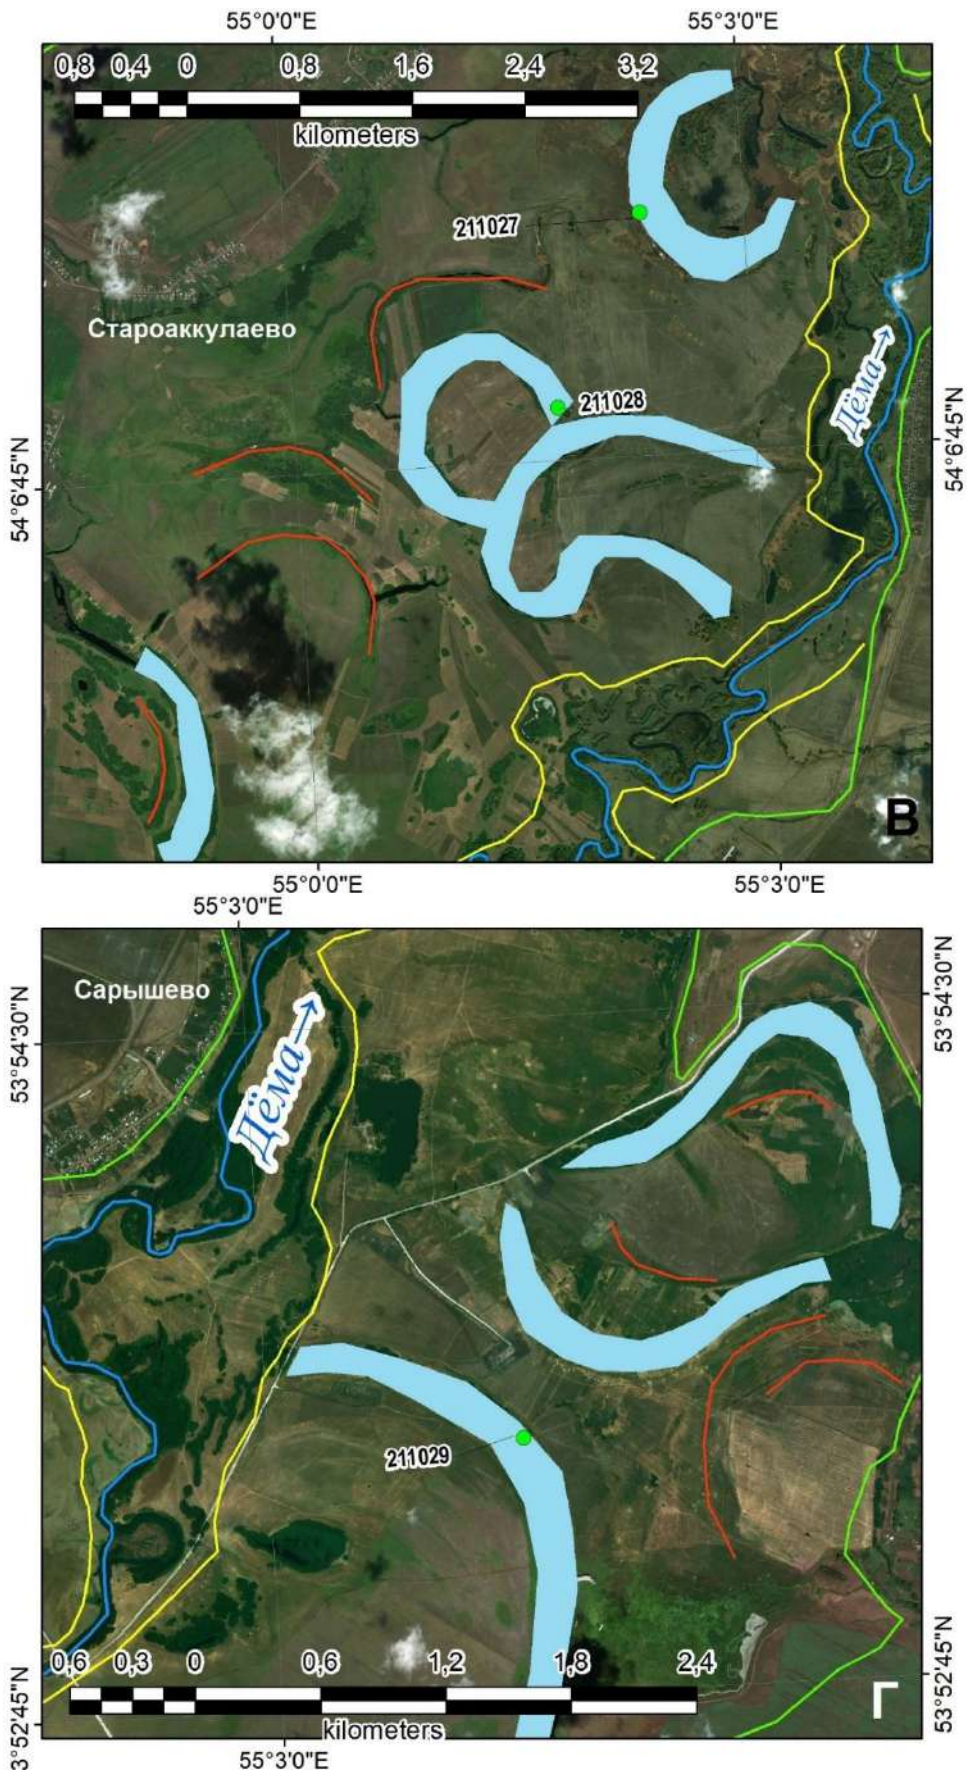 55°0'0"E 55°3'0"E
0,8 0,4 0 0,8 1,6 2,4 3,2
kilometers
211027
Староаккулаево
Дёма→
211028
54°6'45"N 54°6'45"N
В
55°0'0"E 55°3'0"E
55°3'0"E
Сарышево
53°54'30"N 53°54'30"N
Дёма→
211029
0,6 0,3 0 0,6 1,2 1,8 2,4
Г
kilometers
3°52'45"N 53°52'45"N
55°3'0"E